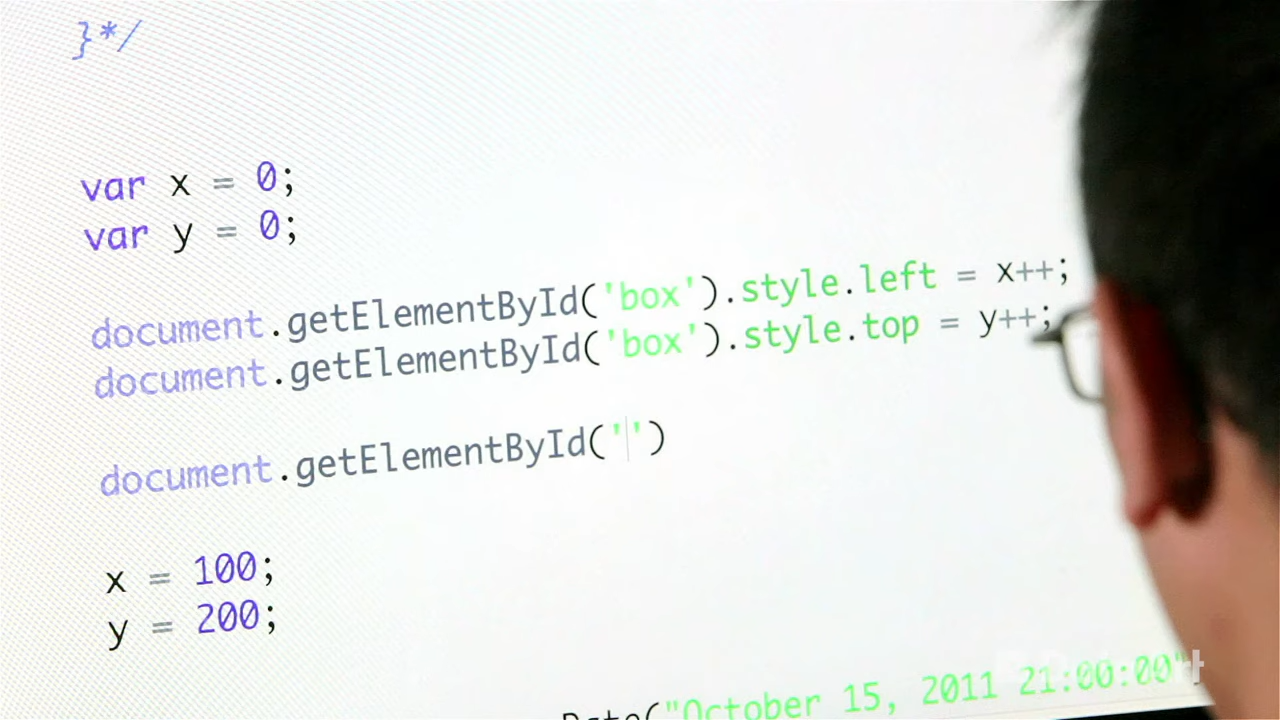 }*/
var x = 0;
var y = 0;
document.getElementById('box').style.left = x++;
document.getElementById('box').style.top = y++;
document.getElementById('')
x = 100;
y = 200;
Date("October 15, 2011 21:00:00"